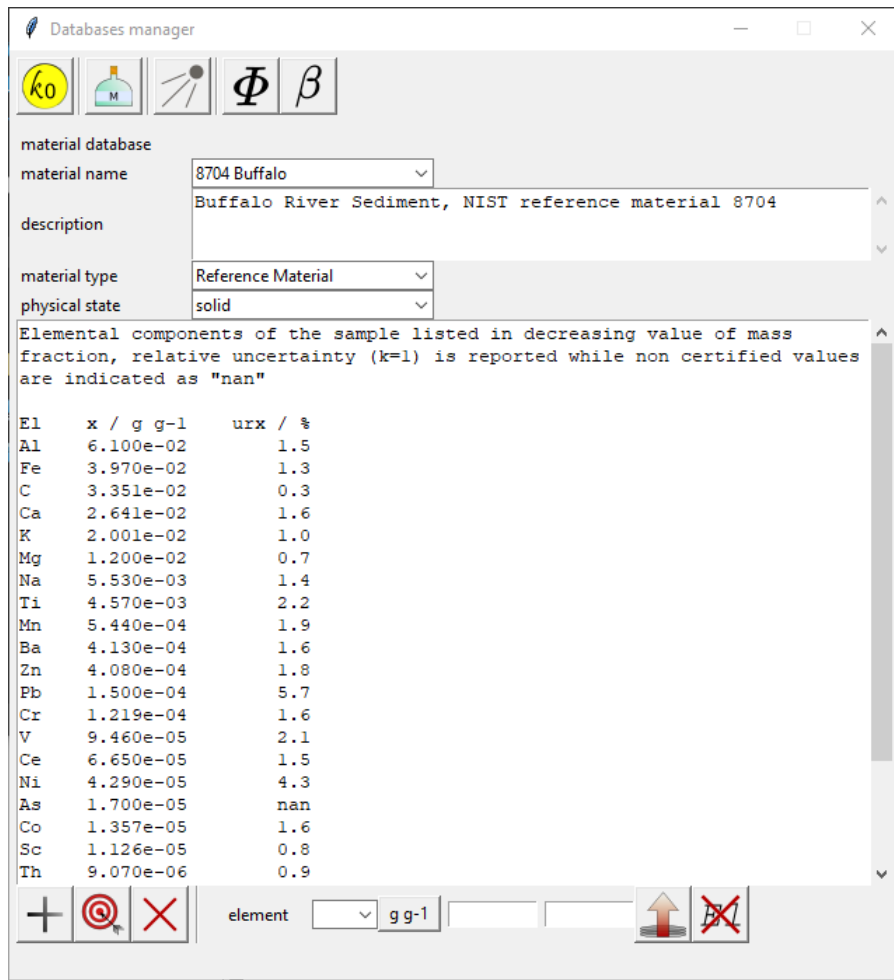 Databases manager
k0 M Φ β
material database
material name 8704 Buffalo
description Buffalo River Sediment, NIST reference material 8704
material type Reference Material
physical state solid
Elemental components of the sample listed in decreasing value of mass
fraction, relative uncertainty (k=1) is reported while non certified values
are indicated as "nan"
El x / g g-1 urx / %
Al 6.100e-02 1.5
Fe 3.970e-02 1.3
C 3.351e-02 0.3
Ca 2.641e-02 1.6
K 2.001e-02 1.0
Mg 1.200e-02 0.7
Na 5.530e-03 1.4
Ti 4.570e-03 2.2
Mn 5.440e-04 1.9
Ba 4.130e-04 1.6
Zn 4.080e-04 1.8
Pb 1.500e-04 5.7
Cr 1.219e-04 1.6
V 9.460e-05 2.1
Ce 6.650e-05 1.5
Ni 4.290e-05 4.3
As 1.700e-05 nan
Co 1.357e-05 1.6
Sc 1.126e-05 0.8
Th 9.070e-06 0.9
element g g-1 El